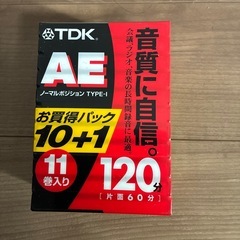 TDK
AE
ノーマルポジション TYPE-I
お買得パック
10+1
11
巻入り
音質に自信。
会議、ラジオ、音楽の長時間録音に最適。
120分
[片面60分]